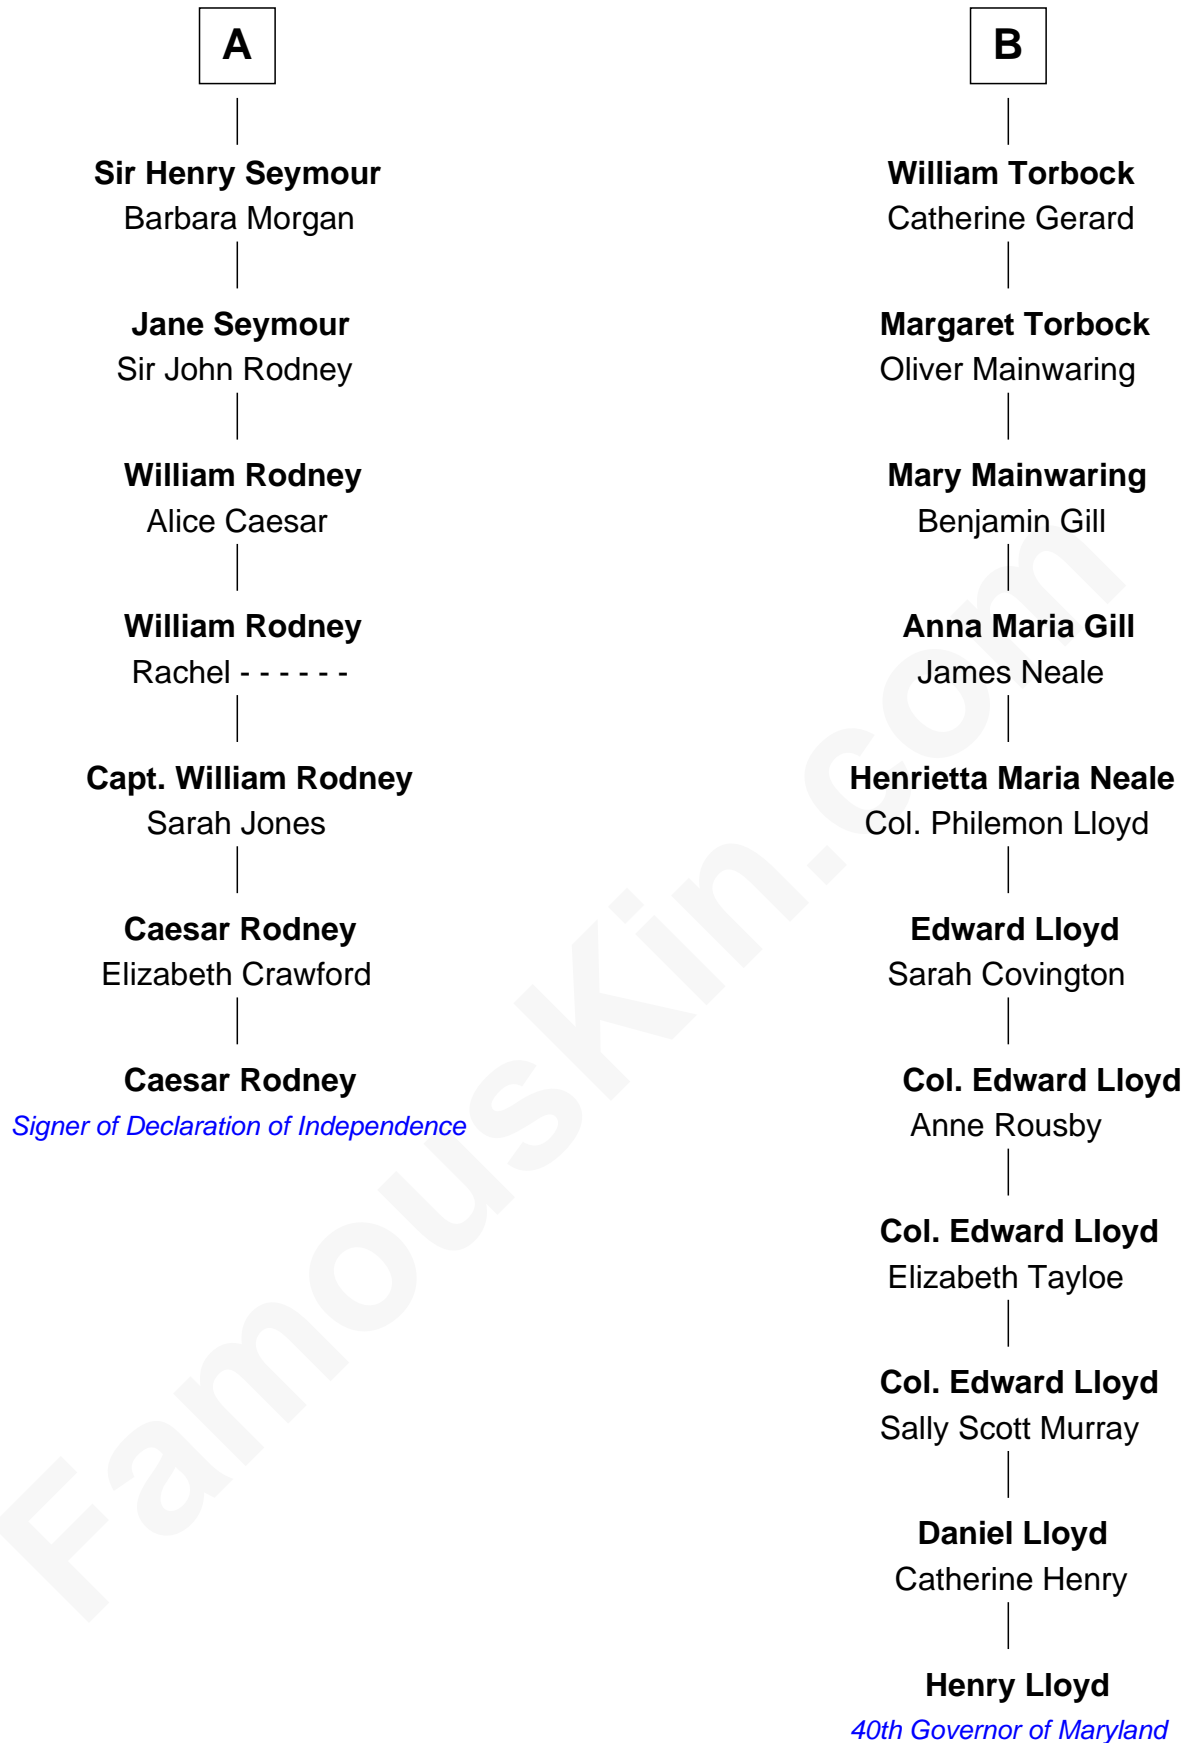 A
Sir Henry Seymour
Barbara Morgan
Jane Seymour
Sir John Rodney
William Rodney
Alice Caesar
William Rodney
Rachel - - - - - -
Capt. William Rodney
Sarah Jones
Caesar Rodney
Elizabeth Crawford
Caesar Rodney
Signer of Declaration of Independence
B
William Torbock
Catherine Gerard
Margaret Torbock
Oliver Mainwaring
Mary Mainwaring
Benjamin Gill
Anna Maria Gill
James Neale
Henrietta Maria Neale
Col. Philemon Lloyd
Edward Lloyd
Sarah Covington
Col. Edward Lloyd
Anne Rousby
Col. Edward Lloyd
Elizabeth Tayloe
Col. Edward Lloyd
Sally Scott Murray
Daniel Lloyd
Catherine Henry
Henry Lloyd
40th Governor of Maryland
FamousKin.com